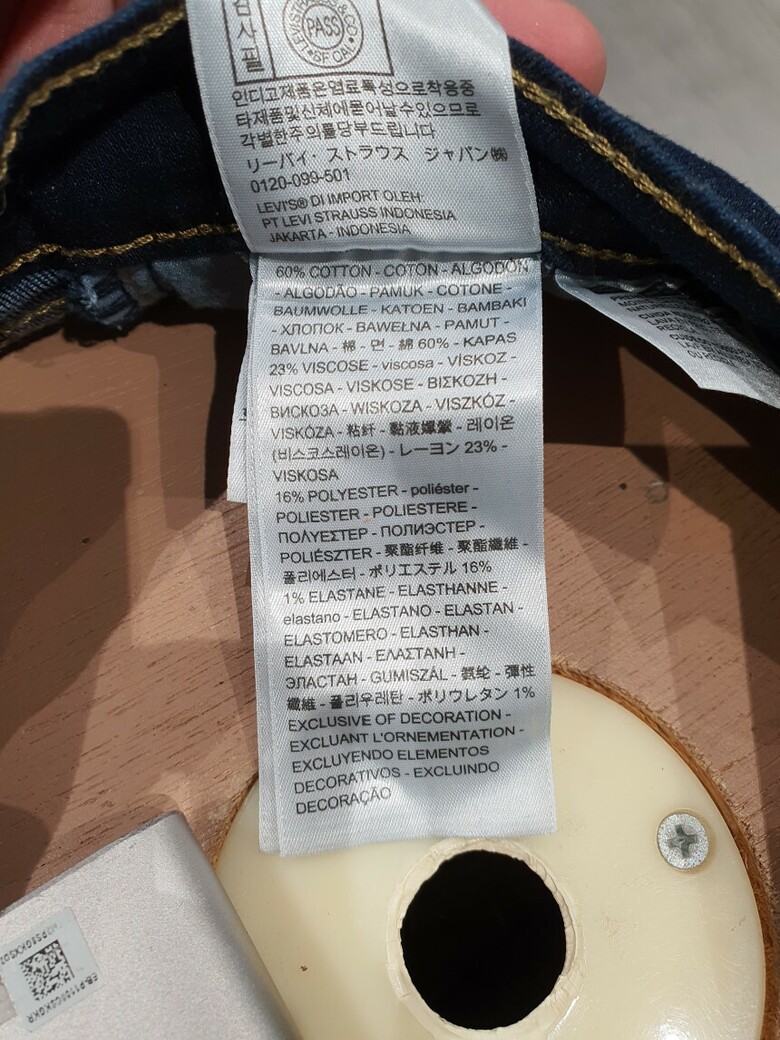 검사필
LEVI STRAUSS & CO
PASS
SF CAL
인디고제품은염료특성으로착용중
타제품및신체에묻어날수있으므로
각별한주의를당부드립니다
リーバイ・ストラウス ジャパン㈱
0120-099-501
LEVI'S® DI IMPORT OLEH:
PT LEVI STRAUSS INDONESIA
JAKARTA - INDONESIA
60% COTTON - COTON - ALGODÓN
- ALGODÃO - PAMUK - COTONE -
BAUMWOLLE - KATOEN - BAMBAKI
- ХЛОПОК - BAWEŁNA - PAMUT -
BAVLNA - 棉 - 면 - 綿 60% - KAPAS
23% VISCOSE - viscosa - VİSKOZ -
VISCOSA - VISKOSE - ΒΙΣΚΟΖΗ -
ВИСКОЗА - WISKOZA - VISZKÓZ -
VISKÓZA - 粘纤 - 黏液嫘縈 - 레이온
(비스코스레이온) - レーヨン 23% -
VISKOSA
16% POLYESTER - poliéster -
POLIESTER - POLIESTERE -
ΠΟΛΥΕΣΤΕΡ - ПОЛИЭСТЕР -
POLIÉSZTER - 聚酯纤维 - 聚酯纖維 -
폴리에스터 - ポリエステル 16%
1% ELASTANE - ELASTHANNE -
elastano - ELASTANO - ELASTAN -
ELASTOMERO - ELASTHAN -
ELASTAAN - ΕΛΑΣΤΑΝΗ -
ЭЛАСТАН - GUMISZÁL - 氨纶 - 彈性
纖維 - 폴리우레탄 - ポリウレタン 1%
EXCLUSIVE OF DECORATION -
EXCLUANT L'ORNEMENTATION -
EXCLUYENDO ELEMENTOS
DECORATIVOS - EXCLUINDO
DECORAÇÃO